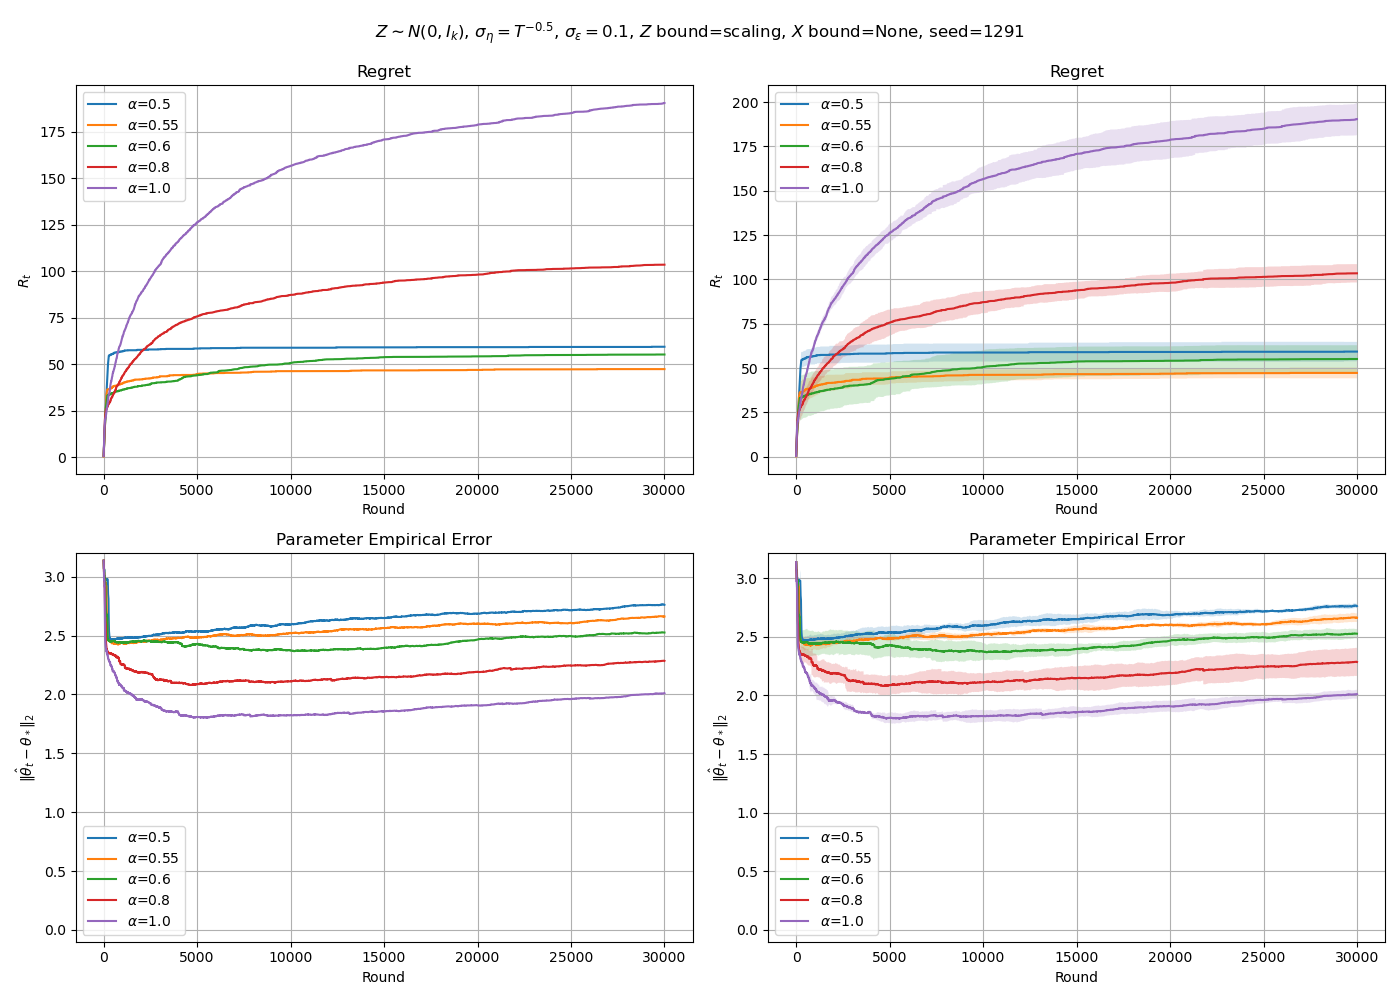 Z ~ N(0, I_k), σ_η = T^{-0.5}, σ_ε = 0.1, Z bound=scaling, X bound=None, seed=1291
Regret
R_t
175
150
125
100
75
50
25
0
α=0.5
α=0.55
α=0.6
α=0.8
α=1.0
0 5000 10000 15000 20000 25000 30000
Round
Regret
R_t
200
175
150
125
100
75
50
25
0
α=0.5
α=0.55
α=0.6
α=0.8
α=1.0
0 5000 10000 15000 20000 25000 30000
Round
Parameter Empirical Error
‖θ̂_t − θ_*‖_2
3.0
2.5
2.0
1.5
1.0
0.5
0.0
α=0.5
α=0.55
α=0.6
α=0.8
α=1.0
0 5000 10000 15000 20000 25000 30000
Round
Parameter Empirical Error
‖θ̂_t − θ_*‖_2
3.0
2.5
2.0
1.5
1.0
0.5
0.0
α=0.5
α=0.55
α=0.6
α=0.8
α=1.0
0 5000 10000 15000 20000 25000 30000
Round